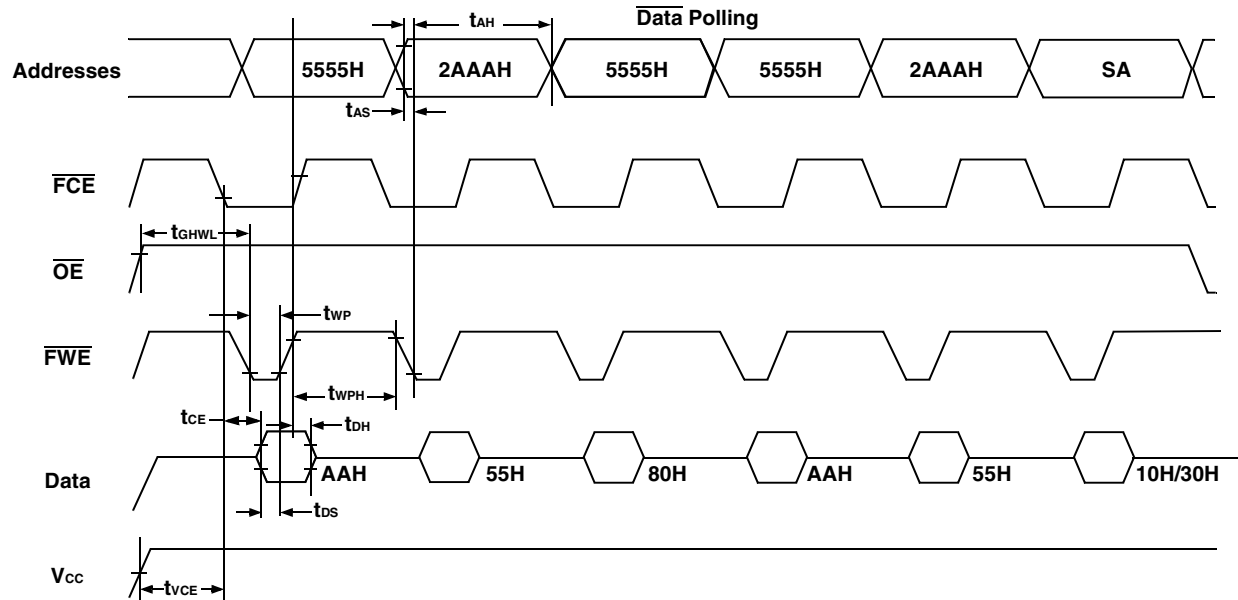 tAH
Data Polling
Addresses
5555H
2AAAH
5555H
5555H
2AAAH
SA
tAS
FCE
tGHWL
OE
tWP
FWE
tWPH
tCE
tDH
Data
AAH
55H
80H
AAH
55H
10H/30H
tDS
VCC
tVCE